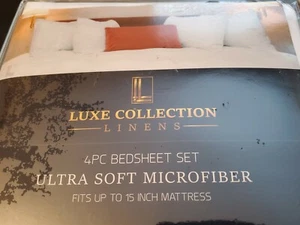 LUXE COLLECTION
LINENS
4PC BEDSHEET SET
ULTRA SOFT MICROFIBER
FITS UP TO 15 INCH MATTRESS